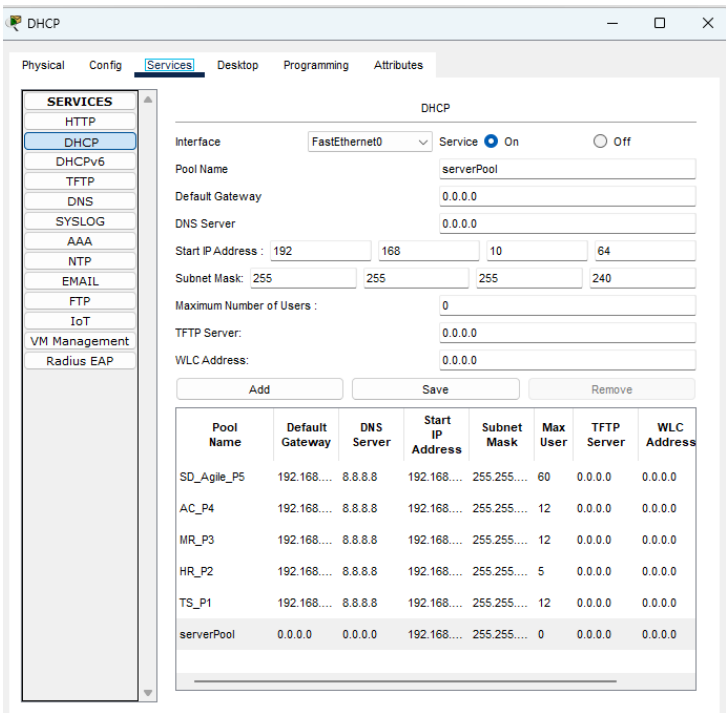 DHCP
Physical Config Services Desktop Programming Attributes
SERVICES
HTTP
DHCP
DHCPv6
TFTP
DNS
SYSLOG
AAA
NTP
EMAIL
FTP
IoT
VM Management
Radius EAP
DHCP
Interface FastEthernet0 Service On Off
Pool Name serverPool
Default Gateway 0.0.0.0
DNS Server 0.0.0.0
Start IP Address : 192 168 10 64
Subnet Mask: 255 255 255 240
Maximum Number of Users : 0
TFTP Server: 0.0.0.0
WLC Address: 0.0.0.0
Add Save Remove
Pool Name Default Gateway DNS Server Start IP Address Subnet Mask Max User TFTP Server WLC Address
SD_Agile_P5 192.168.... 8.8.8.8 192.168.... 255.255.... 60 0.0.0.0 0.0.0.0
AC_P4 192.168.... 8.8.8.8 192.168.... 255.255.... 12 0.0.0.0 0.0.0.0
MR_P3 192.168.... 8.8.8.8 192.168.... 255.255.... 12 0.0.0.0 0.0.0.0
HR_P2 192.168.... 8.8.8.8 192.168.... 255.255.... 5 0.0.0.0 0.0.0.0
TS_P1 192.168.... 8.8.8.8 192.168.... 255.255.... 12 0.0.0.0 0.0.0.0
serverPool 0.0.0.0 0.0.0.0 192.168.... 255.255.... 0 0.0.0.0 0.0.0.0